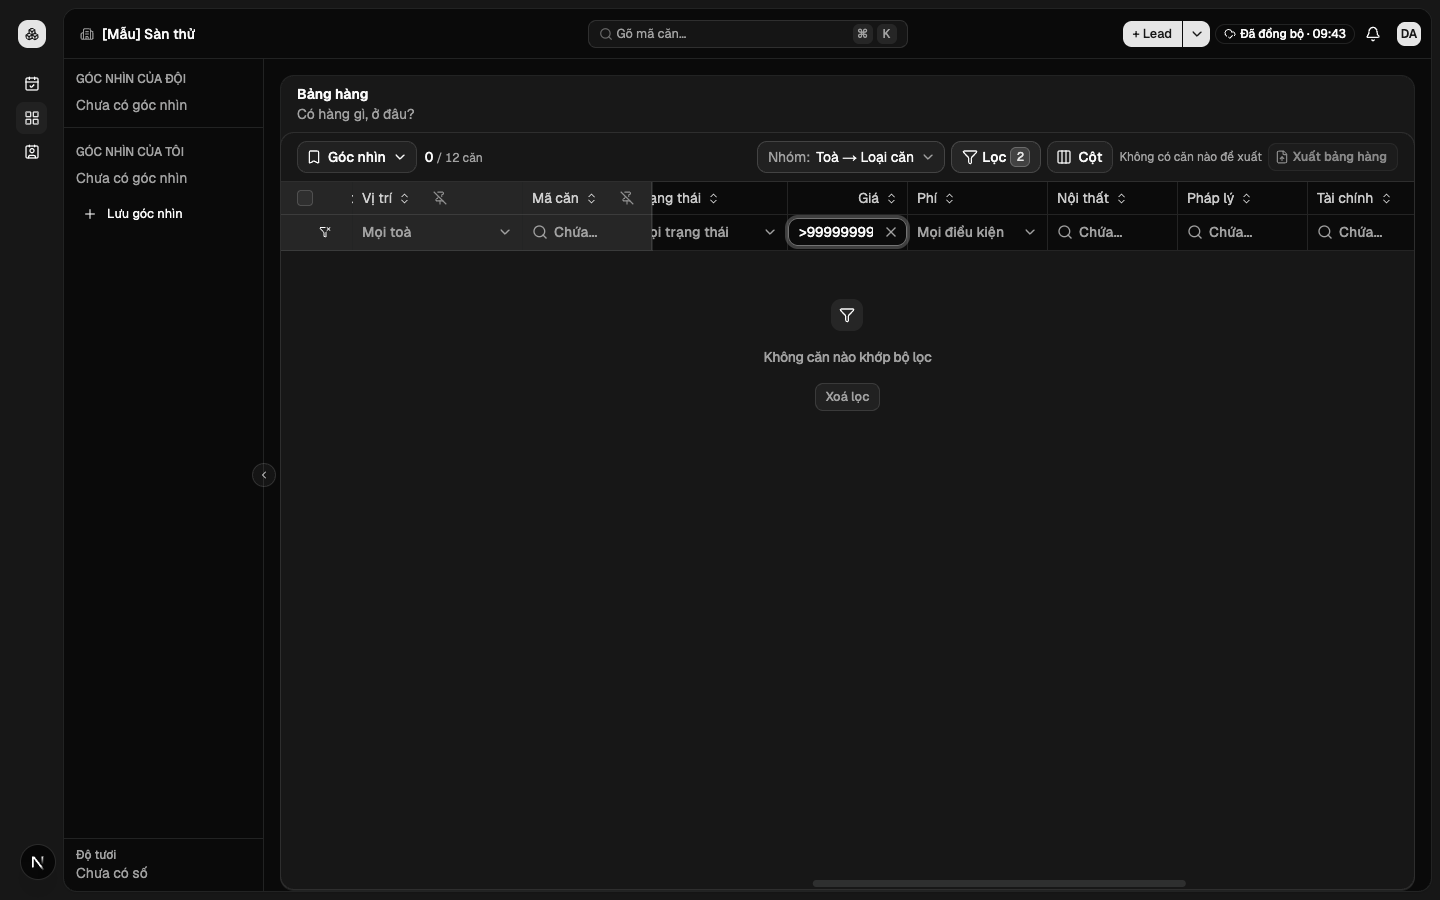 [Mẫu] Sàn thử
Gõ mã căn...
⌘ K
+ Lead
Đã đồng bộ · 09:43
DA
GÓC NHÌN CỦA ĐỘI
Chưa có góc nhìn
GÓC NHÌN CỦA TÔI
Chưa có góc nhìn
Lưu góc nhìn
Độ tươi
Chưa có số
N
Bảng hàng
Có hàng gì, ở đâu?
Góc nhìn
0 / 12 căn
Nhóm: Toà → Loại căn
Lọc 2
Cột
Không có căn nào để xuất
Xuất bảng hàng
Vị trí
Mã căn
ạng thái
Giá
Phí
Nội thất
Pháp lý
Tài chính
Mọi toà
Chứa...
ọi trạng thái
>99999999
Mọi điều kiện
Chứa...
Chứa...
Chứa...
Không căn nào khớp bộ lọc
Xoá lọc